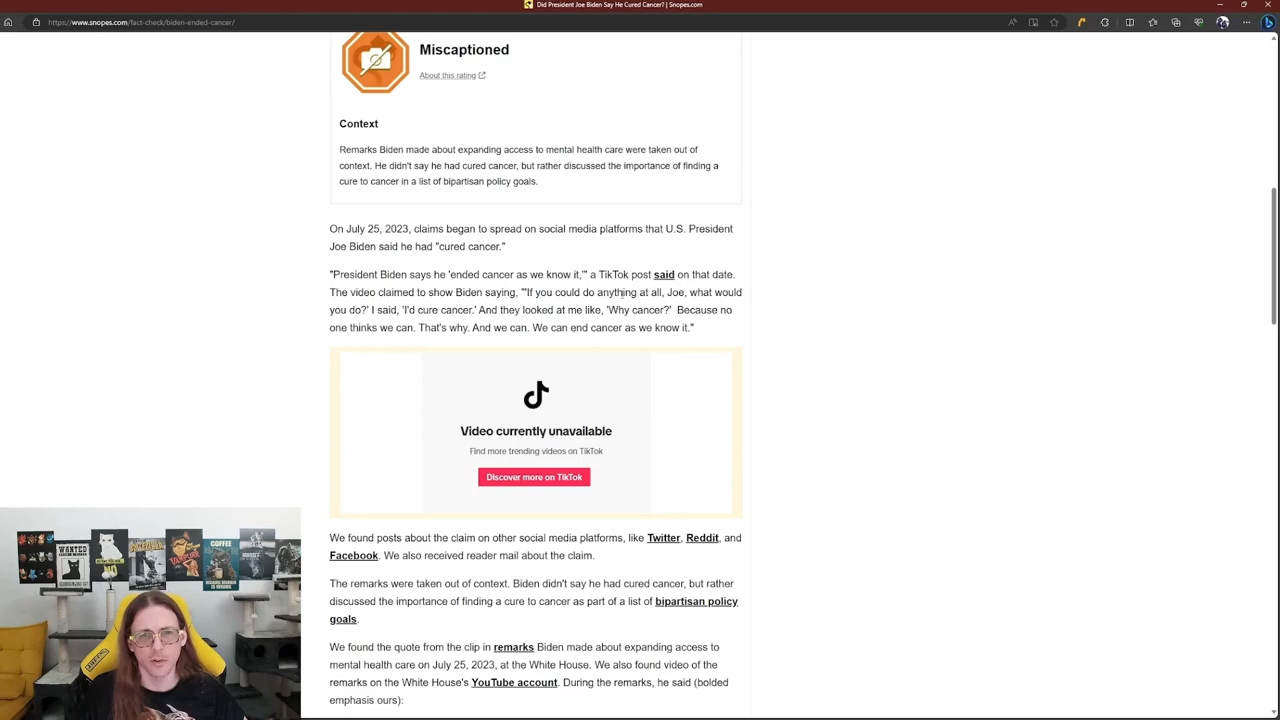 Did President Joe Biden Say He Cured Cancer? | Snopes.com
https://www.snopes.com/fact-check/biden-ended-cancer/
Miscaptioned
About this rating
Context
Remarks Biden made about expanding access to mental health care were taken out of
context. He didn't say he had cured cancer, but rather discussed the importance of finding a
cure to cancer in a list of bipartisan policy goals.
On July 25, 2023, claims began to spread on social media platforms that U.S. President
Joe Biden said he had "cured cancer."
"President Biden says he 'ended cancer as we know it,'" a TikTok post said on that date.
The video claimed to show Biden saying, "'If you could do anything at all, Joe, what would
you do?' I said, 'I'd cure cancer.' And they looked at me like, 'Why cancer?' Because no
one thinks we can. That's why. And we can. We can end cancer as we know it."
Video currently unavailable
Find more trending videos on TikTok
Discover more on TikTok
We found posts about the claim on other social media platforms, like Twitter, Reddit, and
Facebook. We also received reader mail about the claim.
The remarks were taken out of context. Biden didn't say he had cured cancer, but rather
discussed the importance of finding a cure to cancer as part of a list of bipartisan policy
goals.
We found the quote from the clip in remarks Biden made about expanding access to
mental health care on July 25, 2023, at the White House. We also found video of the
remarks on the White House's YouTube account. During the remarks, he said (bolded
emphasis ours):
WANTED
COFFEE